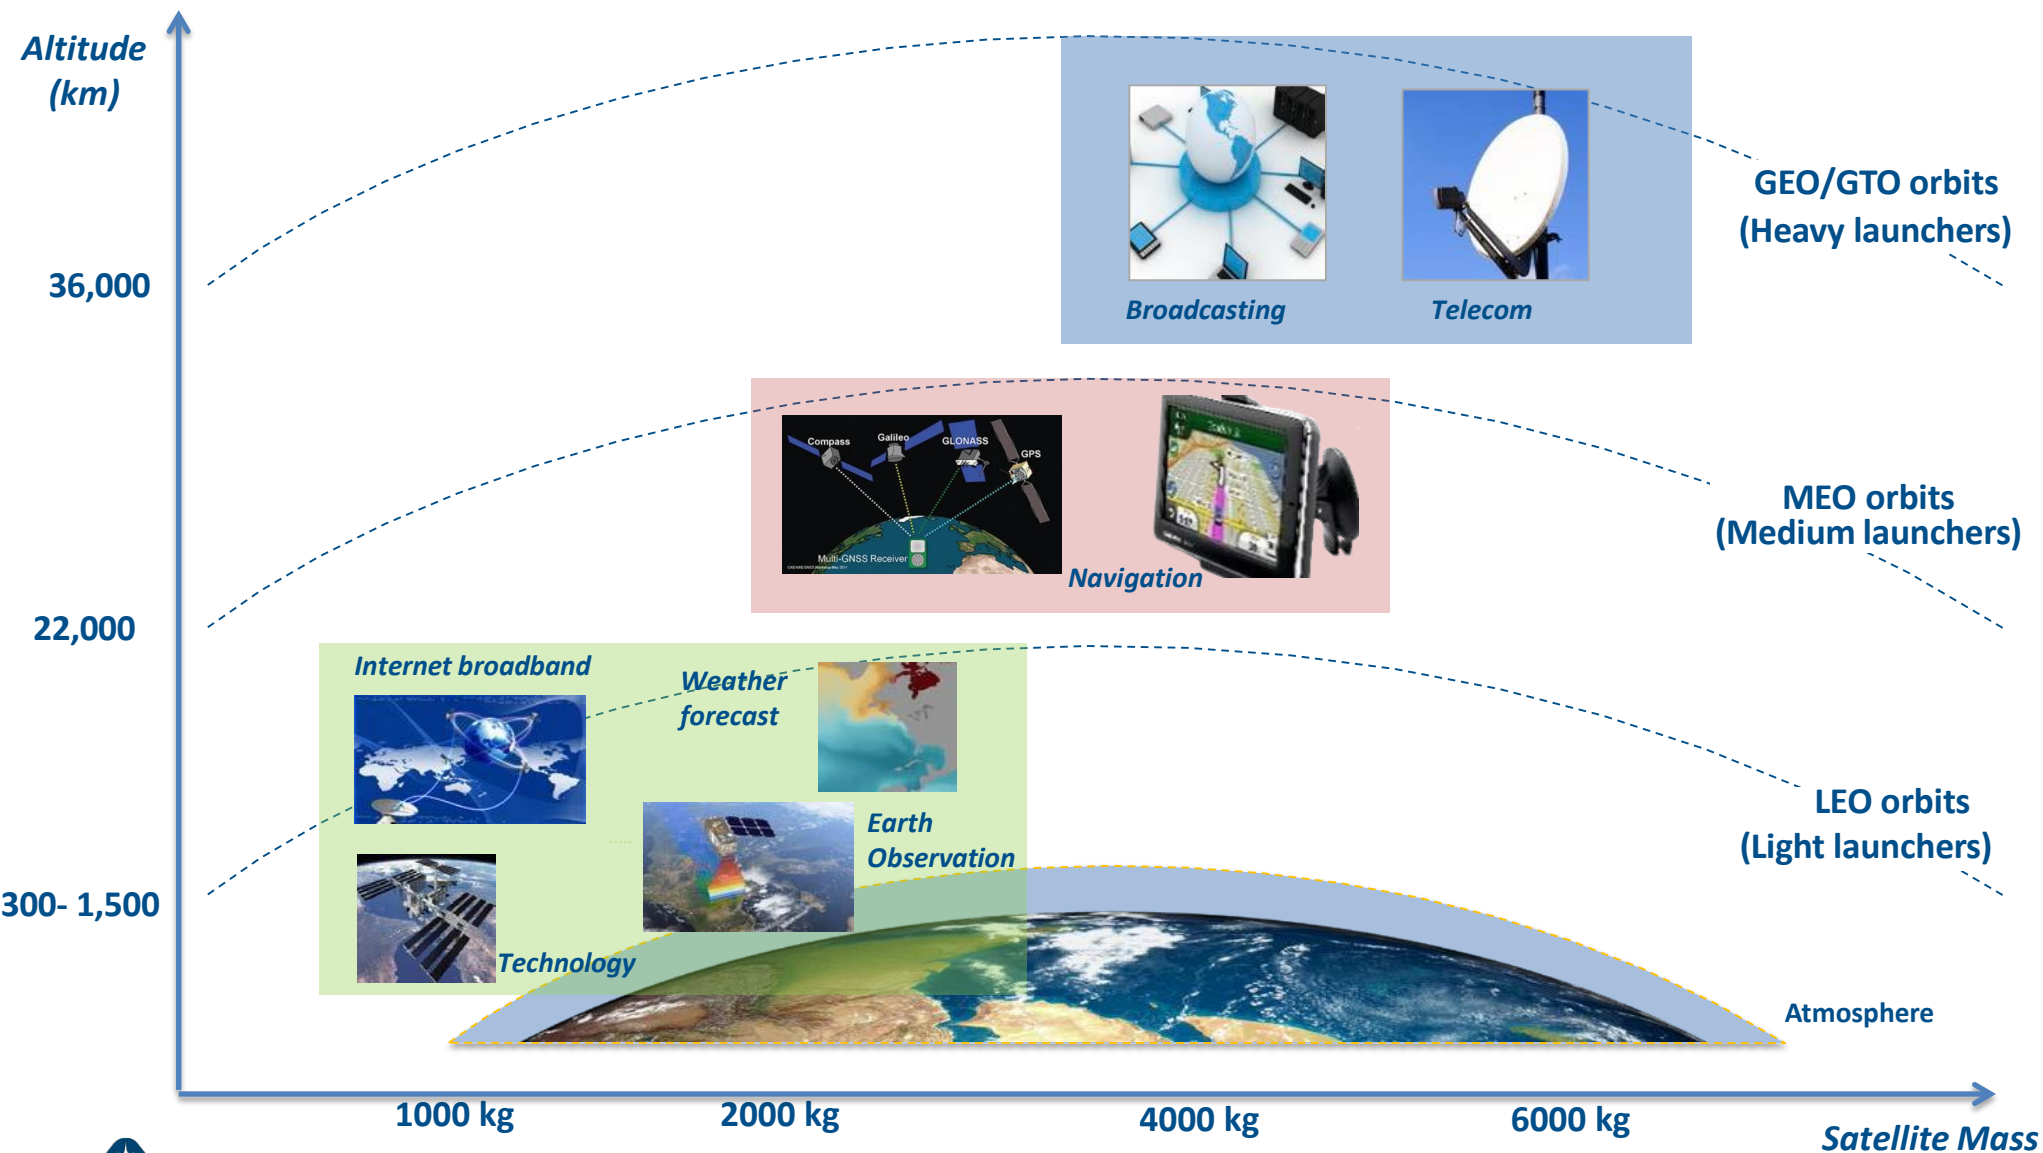 Altitude
(km)
GEO/GTO orbits
(Heavy launchers)
36,000
Broadcasting
Telecom
Compass
Galileo
GLONASS
GPS
Multi-GNSS Receiver
Navigation
MEO orbits
(Medium launchers)
22,000
Internet broadband
Weather
forecast
Earth
Observation
LEO orbits
(Light launchers)
300- 1,500
Technology
Atmosphere
1000 kg
2000 kg
4000 kg
6000 kg
Satellite Mass